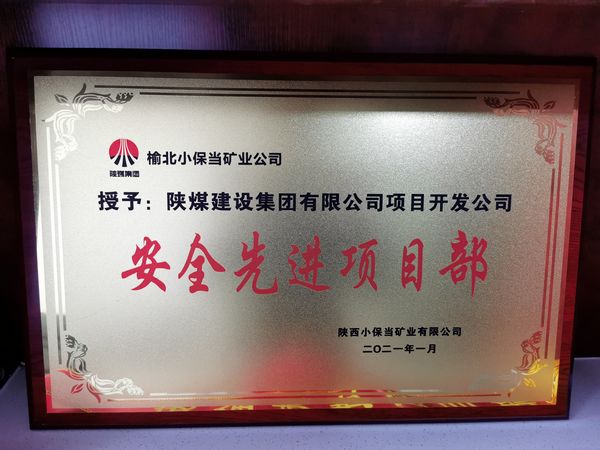 陕煤集团
榆北小保当矿业公司
授予：陕煤建设集团有限公司项目开发公司
安全先进项目部
陕西小保当矿业有限公司
二〇二一年一月